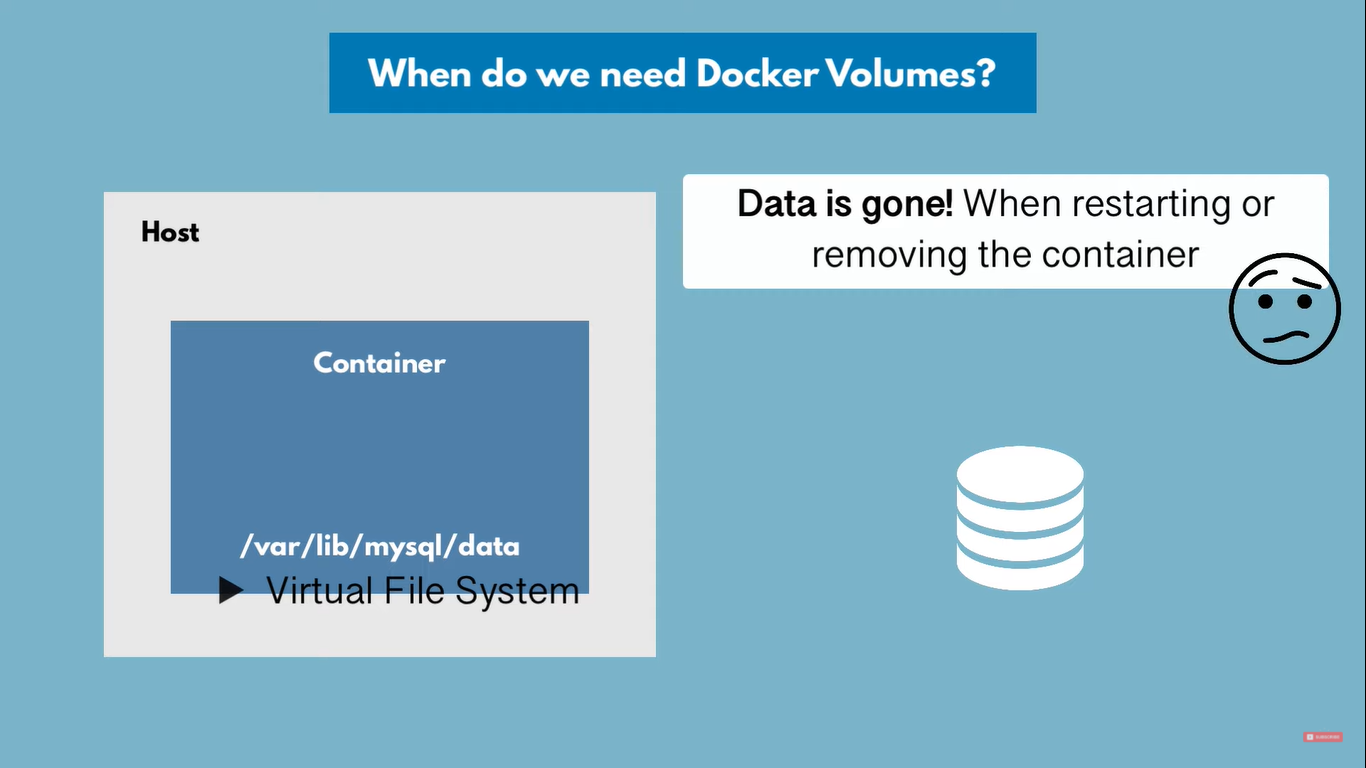 When do we need Docker Volumes?
Data is gone! When restarting or
removing the container
Host
Container
/var/lib/mysql/data
▶ Virtual File System
SUBSCRIBE